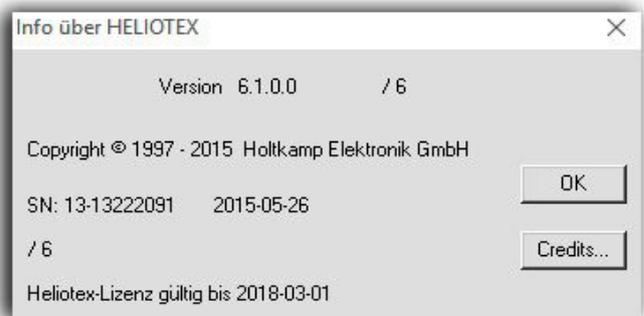 Info über HELIOTEX
Version 6.1.0.0 / 6
Copyright © 1997 - 2015 Holtkamp Elektronik GmbH
OK
SN: 13-13222091 2015-05-26
/ 6
Credits...
Heliotex-Lizenz gültig bis 2018-03-01